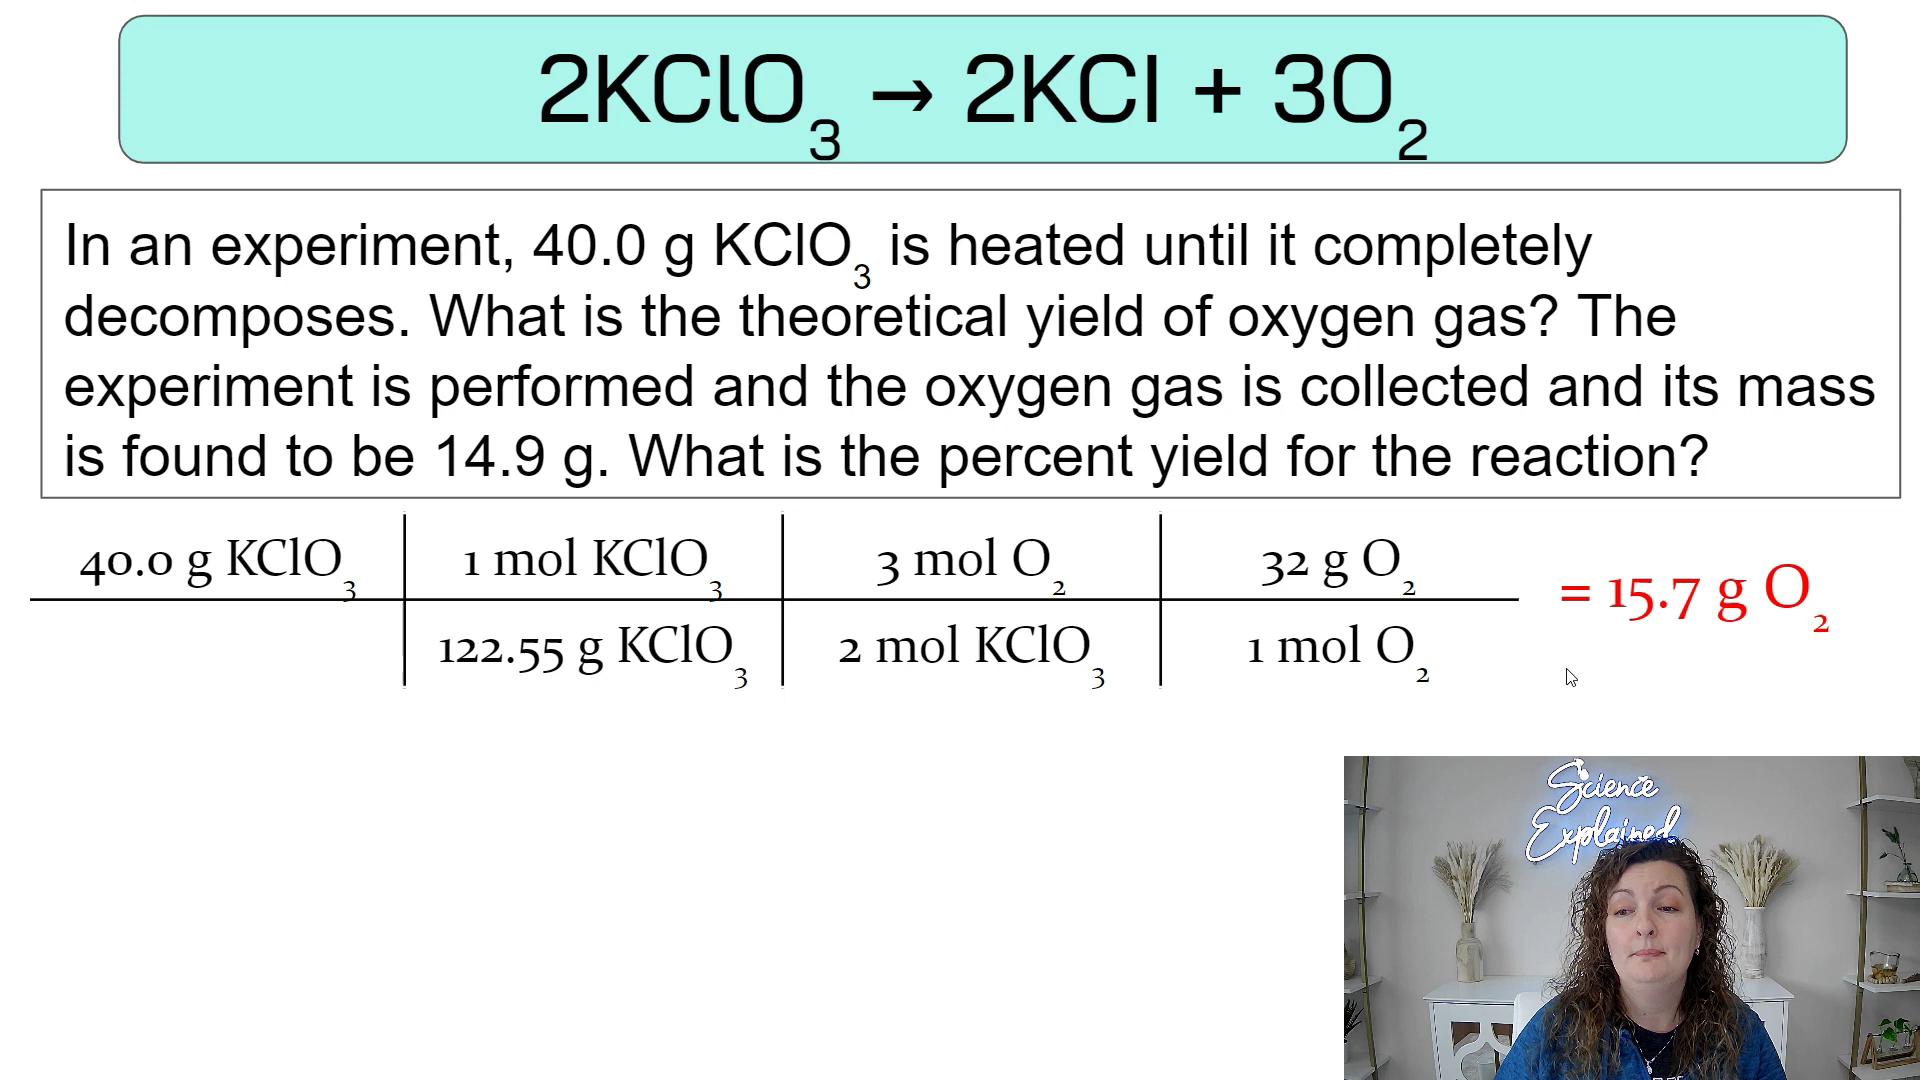 2KClO₃ → 2KCl + 3O₂
In an experiment, 40.0 g KClO₃ is heated until it completely
decomposes. What is the theoretical yield of oxygen gas? The
experiment is performed and the oxygen gas is collected and its mass
is found to be 14.9 g. What is the percent yield for the reaction?
40.0 g KClO₃ 1 mol KClO₃ 3 mol O₂ 32 g O₂
= 15.7 g O₂
122.55 g KClO₃ 2 mol KClO₃ 1 mol O₂
Science
Explained